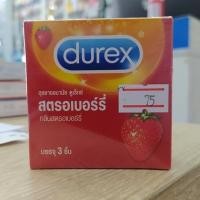 durex
ถุงยางอนามัย ดูเร็กซ์
สตรอเบอร์รี่
กลิ่นสตรอเบอร์รี่
75
บรรจุ 3 ชิ้น